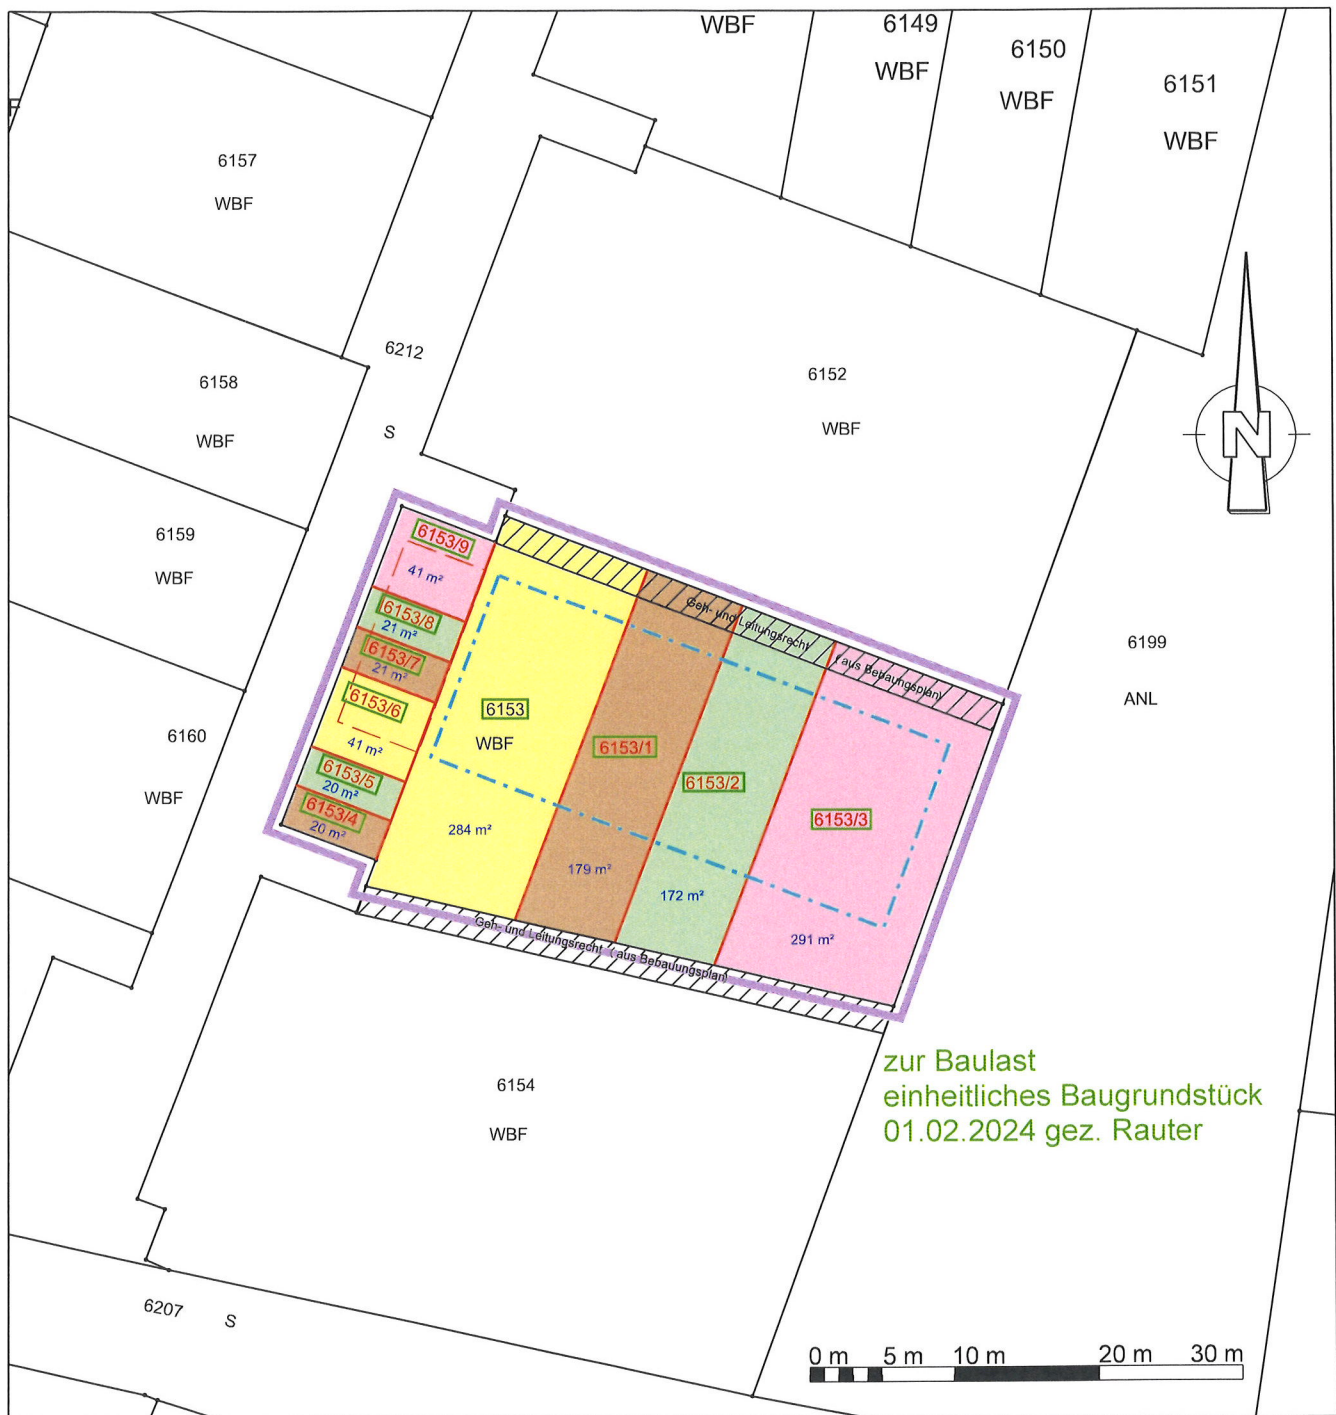 WBF
6149
WBF
6150
WBF
6151
WBF
F
6157
WBF
6212
S
6158
WBF
6152
WBF
N
6159
WBF
6160
WBF
6153/9
41 m²
6153/8
21 m²
6153/7
21 m²
6153/6
41 m²
6153/5
20 m²
6153/4
20 m²
Geh- und Leitungsrecht
( aus Bebauungsplan)
6153
WBF
284 m²
6153/1
179 m²
6153/2
172 m²
6153/3
291 m²
6199
ANL
Geh- und Leitungsrecht ( aus Bebauungsplan)
6154
WBF
zur Baulast
einheitliches Baugrundstück
01.02.2024 gez. Rauter
6207
S
0 m 5 m 10 m 20 m 30 m